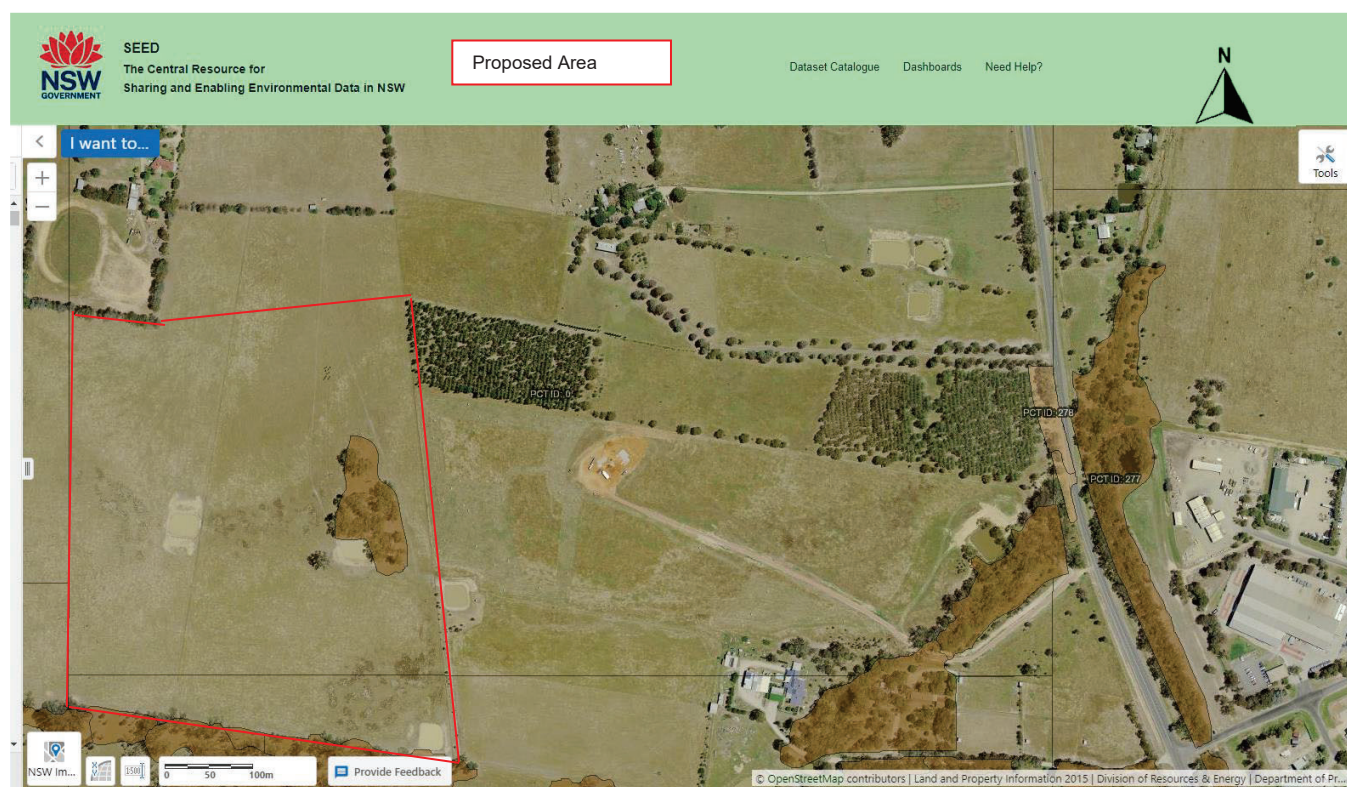 NSW
GOVERNMENT
SEED
The Central Resource for
Sharing and Enabling Environmental Data in NSW
Proposed Area
Dataset Catalogue Dashboards Need Help?
N
I want to...
Tools
+
−
PCT ID: 0
PCT ID: 278
PCT ID: 277
NSW Im...
0 50 100m
Provide Feedback
© OpenStreetMap contributors | Land and Property Information 2015 | Division of Resources & Energy | Department of Pr...